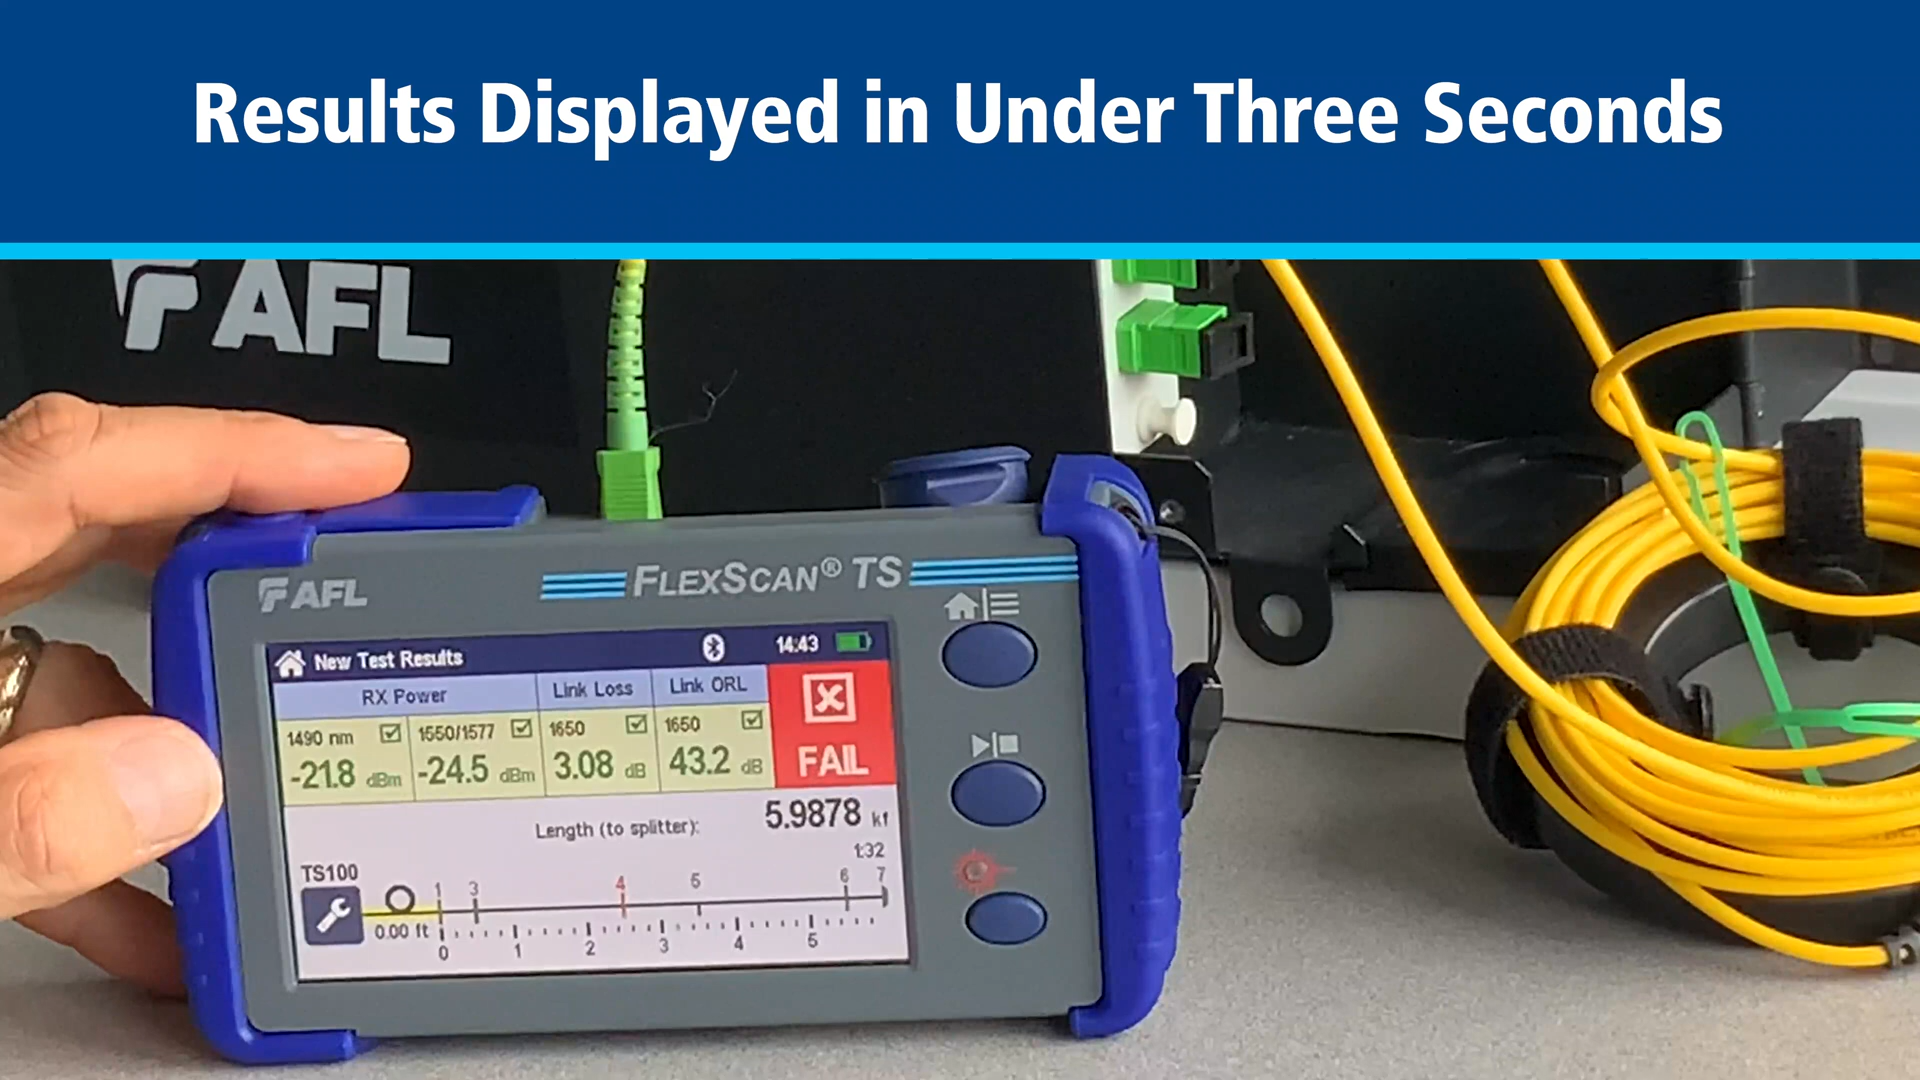 Results Displayed in Under Three Seconds
AFL
AFL
FLEXSCAN® TS
New Test Results
14:43
RX Power
Link Loss
Link ORL
1490 nm
1550/1577
1650
1650
-21.8 dBm
-24.5 dBm
3.08 dB
43.2 dB
FAIL
Length (to splitter):
5.9878 kf
1:32
TS100
1 3 4 5 6 7
0.00 ft
0 1 2 3 4 5